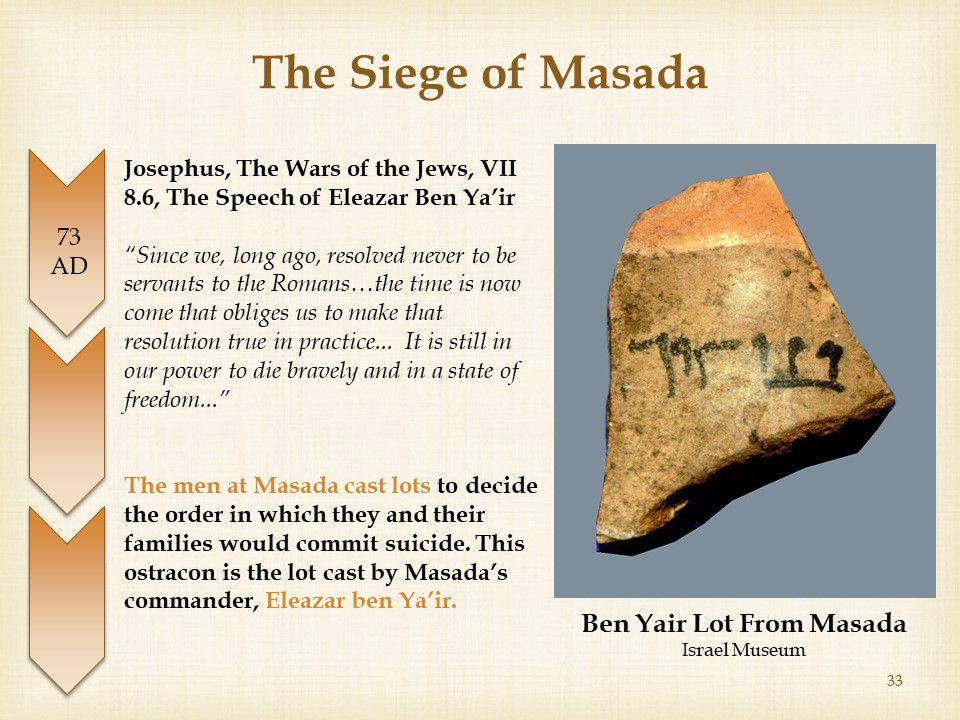 The Siege of Masada
73
AD
Josephus, The Wars of the Jews, VII
8.6, The Speech of Eleazar Ben Ya’ir
“Since we, long ago, resolved never to be
servants to the Romans…the time is now
come that obliges us to make that
resolution true in practice... It is still in
our power to die bravely and in a state of
freedom...”
The men at Masada cast lots to decide
the order in which they and their
families would commit suicide. This
ostracon is the lot cast by Masada’s
commander, Eleazar ben Ya’ir.
בן יאיר
Ben Yair Lot From Masada
Israel Museum
33